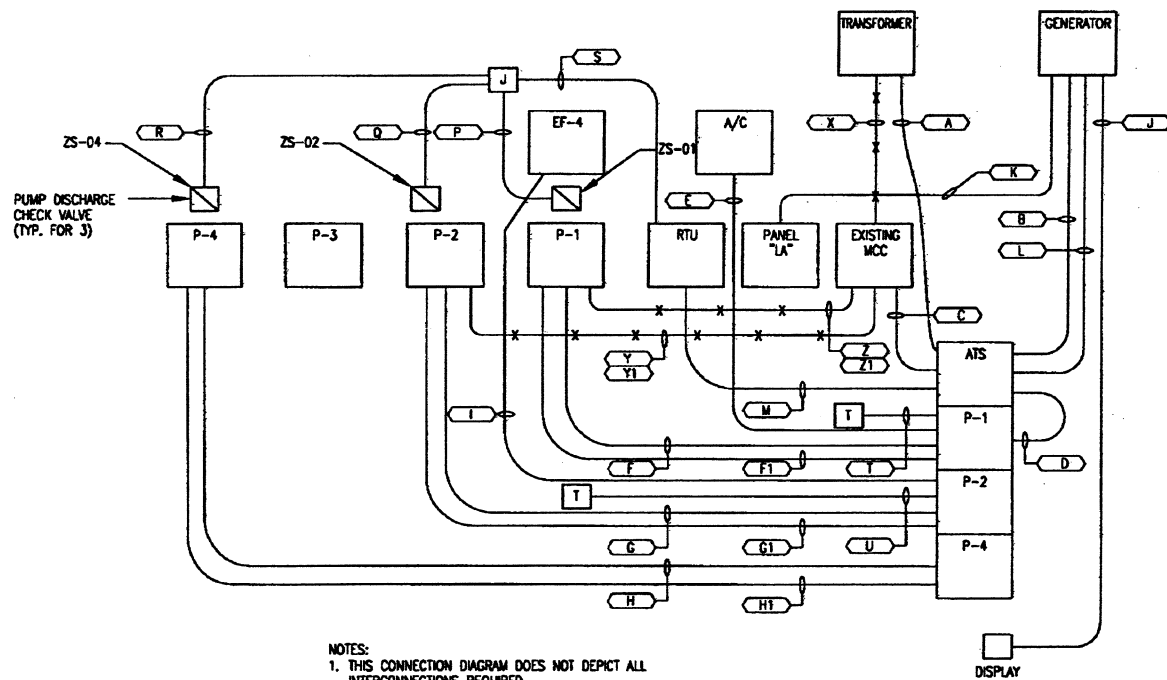 TRANSFORMER
GENERATOR
S
J
R
Q
P
EF-4
A/C
X
A
J
ZS-04
ZS-02
ZS-01
K
PUMP DISCHARGE
CHECK VALVE
(TYP. FOR 3)
E
B
L
P-4
P-3
P-2
P-1
RTU
PANEL
"LA"
EXISTING
MCC
C
Z
Z1
Y
Y1
ATS
M
I
T
P-1
F
F1
T
D
T
P-2
G
G1
U
P-4
H
H1
NOTES:
1. THIS CONNECTION DIAGRAM DOES NOT DEPICT ALL
INTERCONNECTIONS REQUIRED
DISPLAY